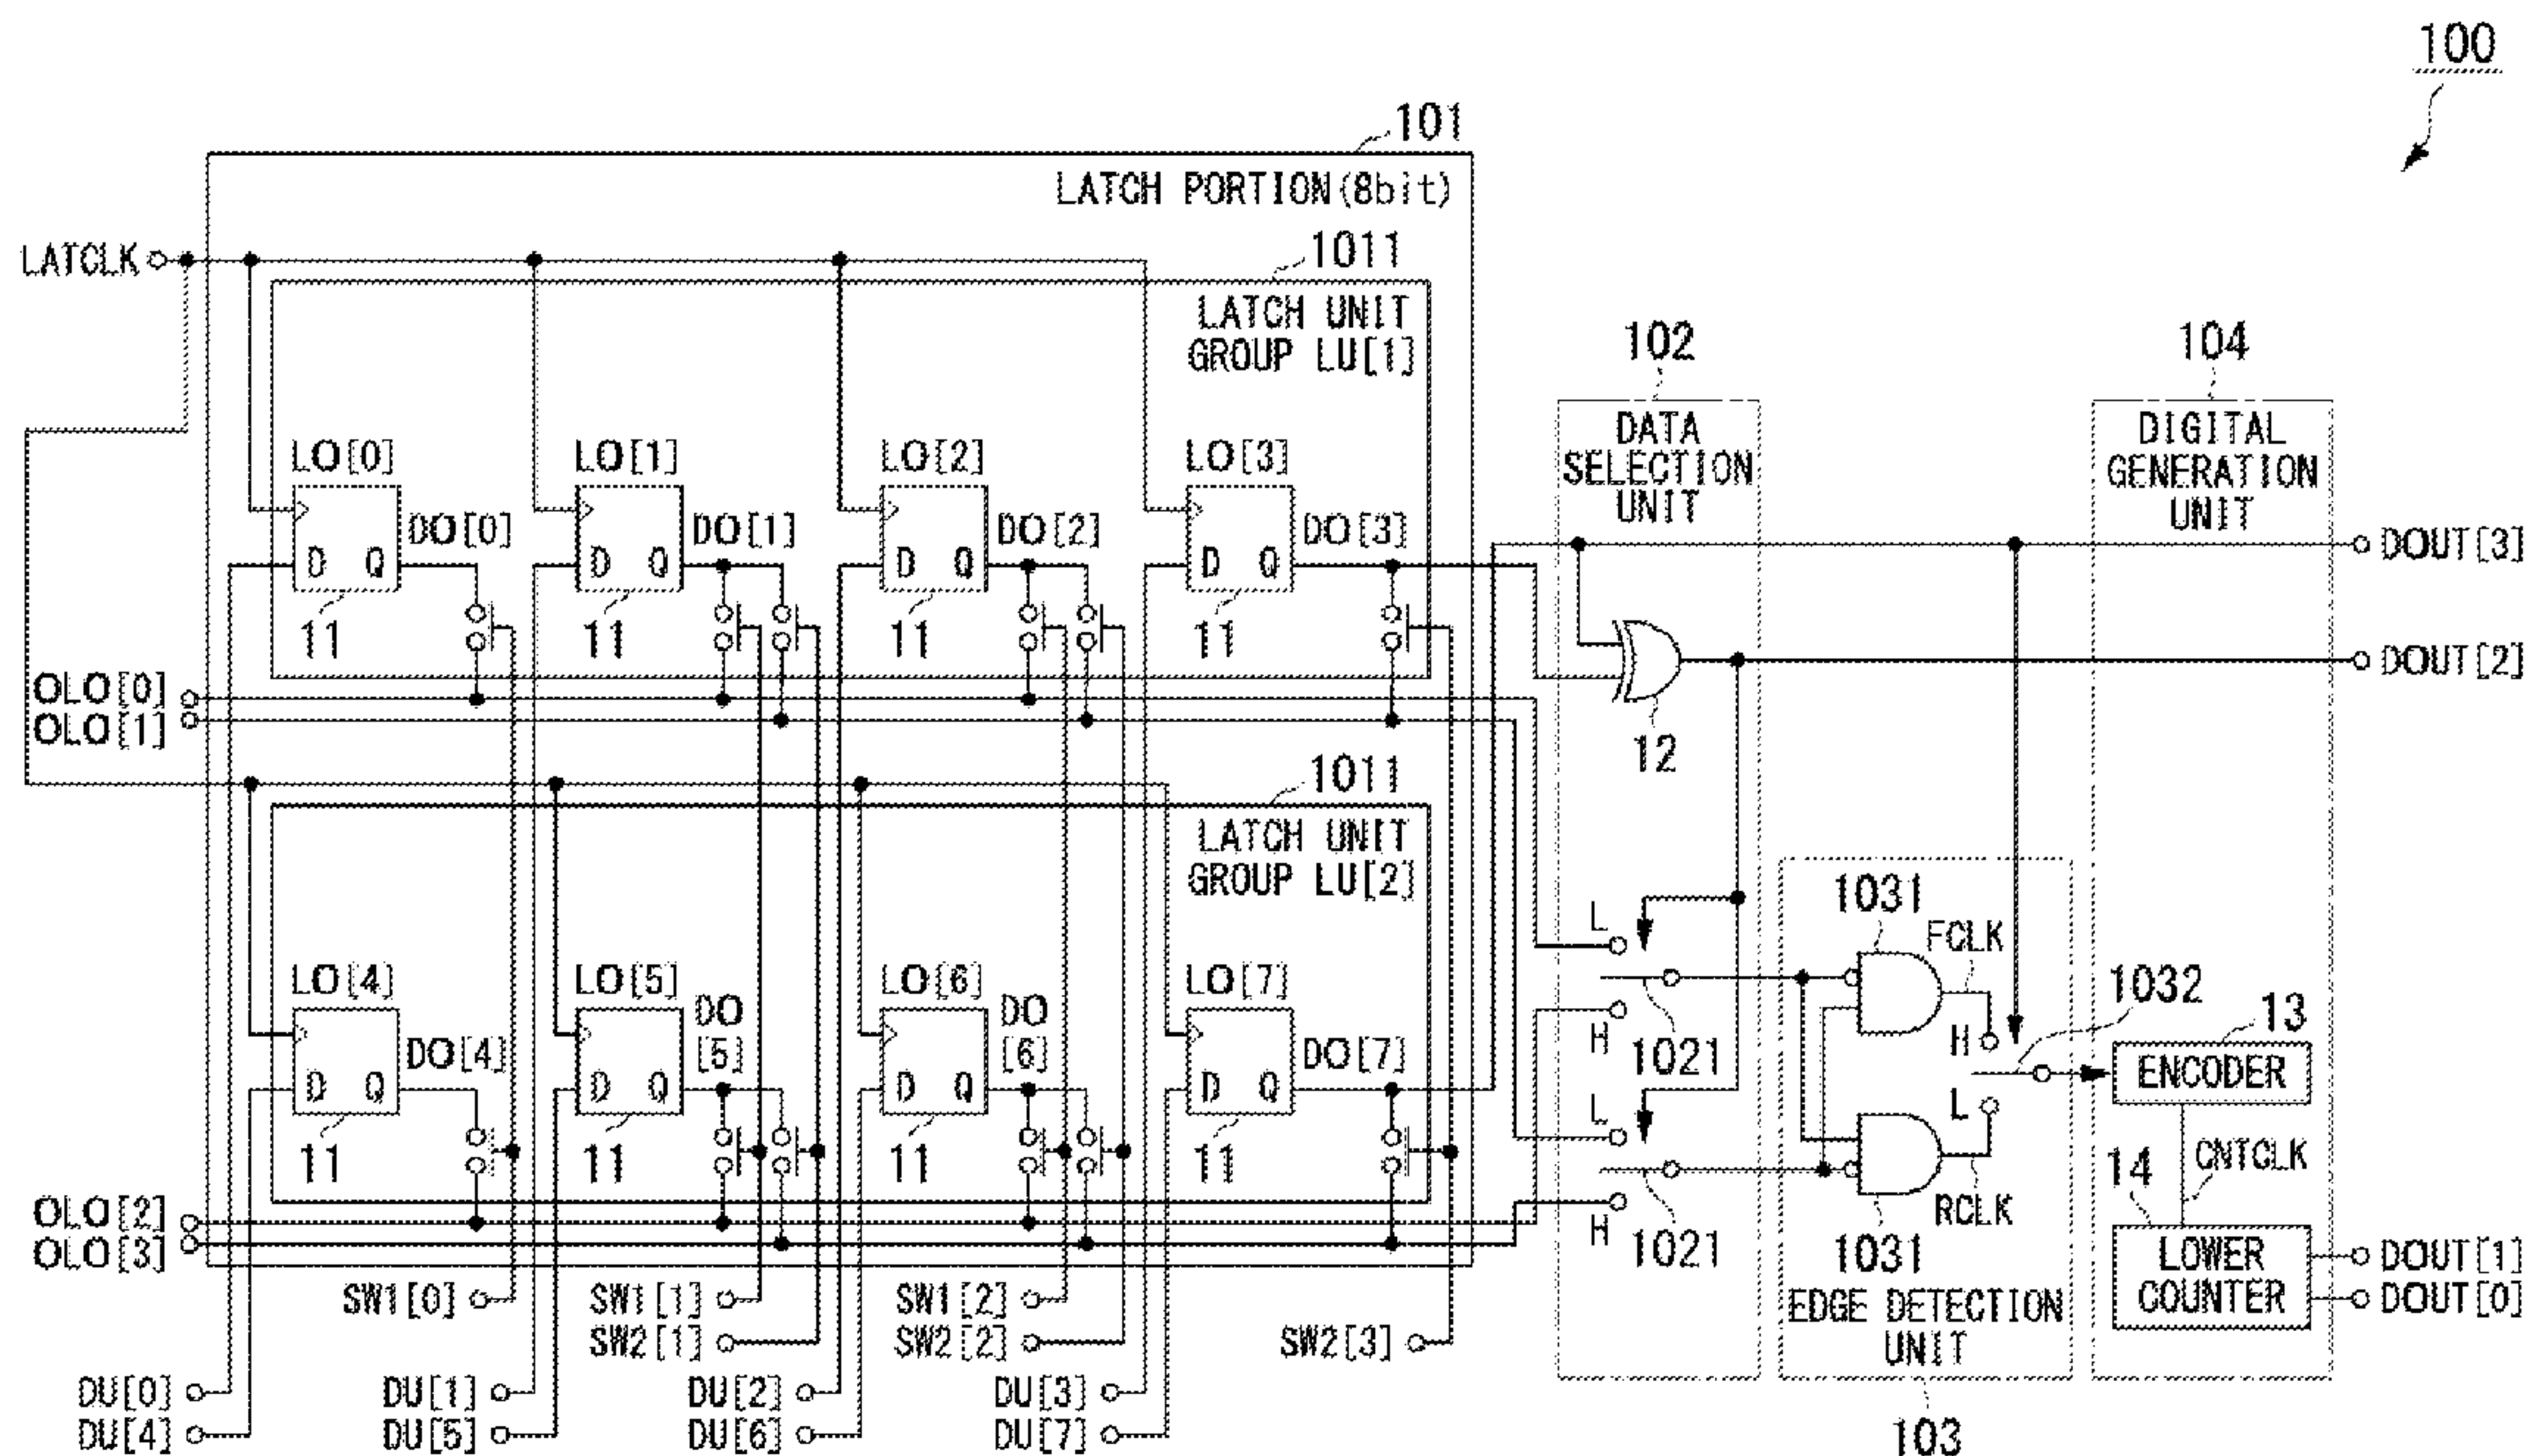 100
101
LATCH PORTION(8bit)
LATCLK
1011
LATCH UNIT
GROUP LU[1]
102
104
DATA
SELECTION
UNIT
DIGITAL
GENERATION
UNIT
LO[0]
LO[1]
LO[2]
LO[3]
DO[0]
DO[1]
DO[2]
DO[3]
D Q
D Q
D Q
D Q
11
11
11
11
DOUT[3]
DOUT[2]
12
OLO[0]
OLO[1]
1011
LATCH UNIT
GROUP LU[2]
LO[4]
LO[5]
LO[6]
LO[7]
DO[4]
DO
[5]
DO
[6]
DO[7]
D Q
D Q
D Q
D Q
11
11
11
11
L
H
1021
L
H
1021
1031
FCLK
H
1032
L
RCLK
1031
EDGE DETECTION
UNIT
103
13
ENCODER
CNTCLK
14
LOWER
COUNTER
DOUT[1]
DOUT[0]
OLO[2]
OLO[3]
SW1[0]
SW1[1]
SW2[1]
SW1[2]
SW2[2]
SW2[3]
DU[0]
DU[4]
DU[1]
DU[5]
DU[2]
DU[6]
DU[3]
DU[7]